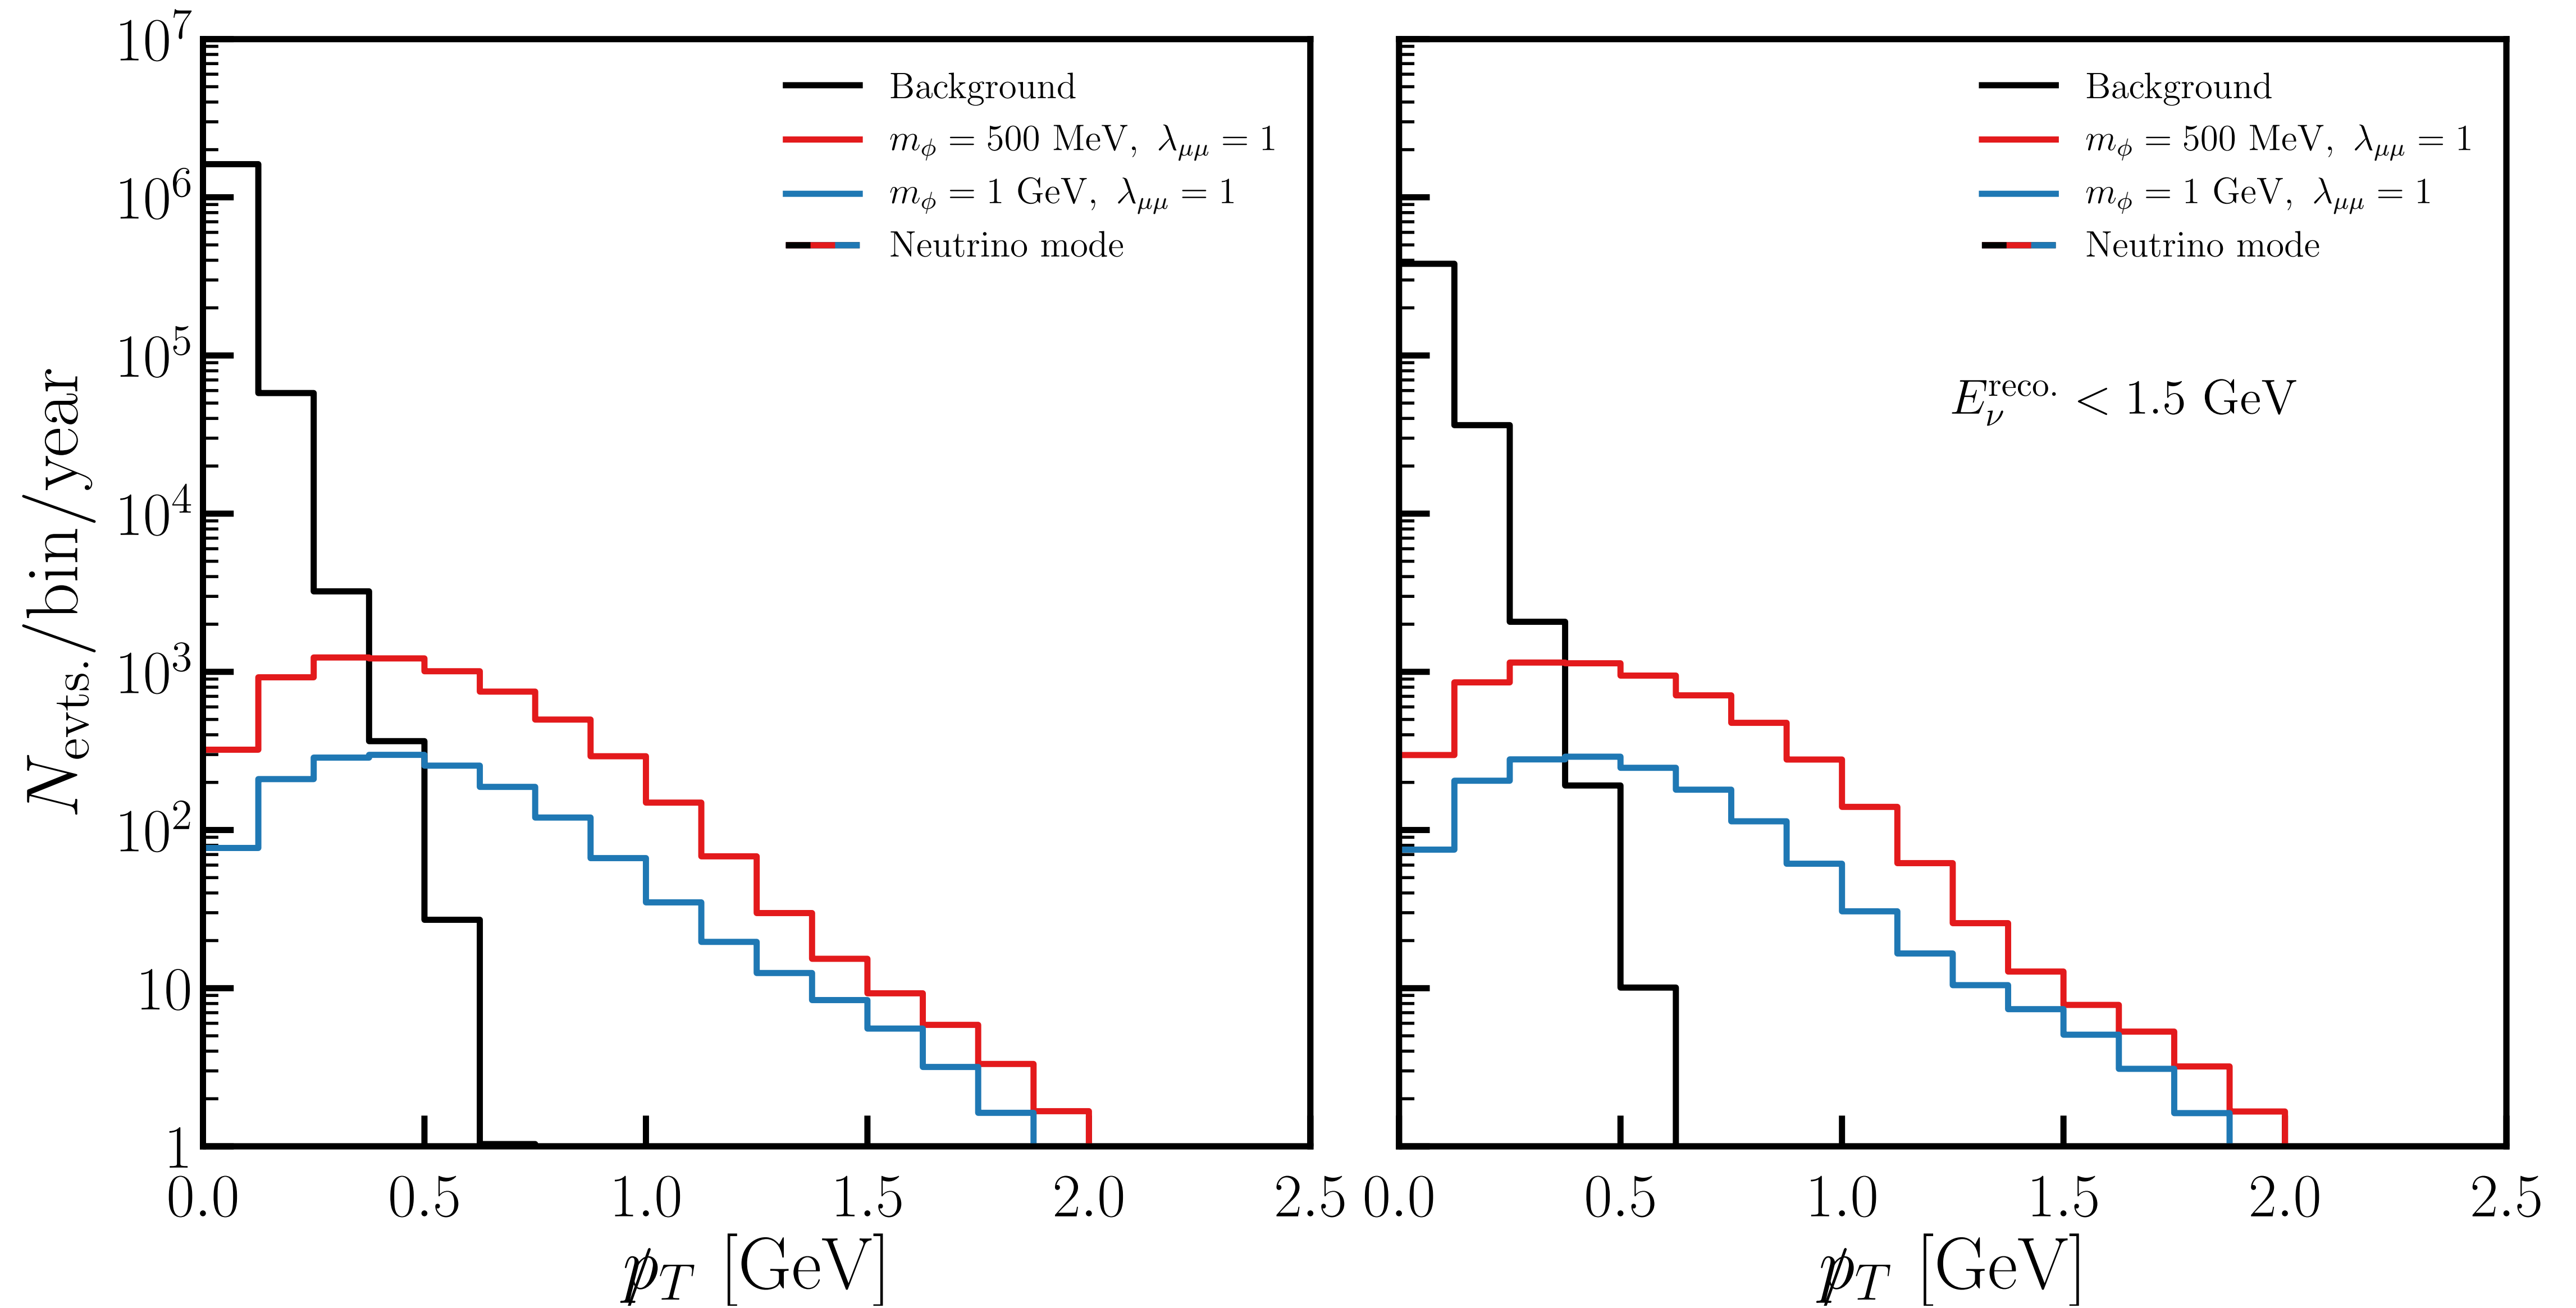 N_evts./bin/year
10^7
10^6
10^5
10^4
10^3
10^2
10
1
Background
m_ϕ = 500 MeV, λ_μμ = 1
m_ϕ = 1 GeV, λ_μμ = 1
Neutrino mode
0.0 0.5 1.0 1.5 2.0 2.5
p̸_T [GeV]
Background
m_ϕ = 500 MeV, λ_μμ = 1
m_ϕ = 1 GeV, λ_μμ = 1
Neutrino mode
E_ν^reco. < 1.5 GeV
0.0 0.5 1.0 1.5 2.0 2.5
p̸_T [GeV]